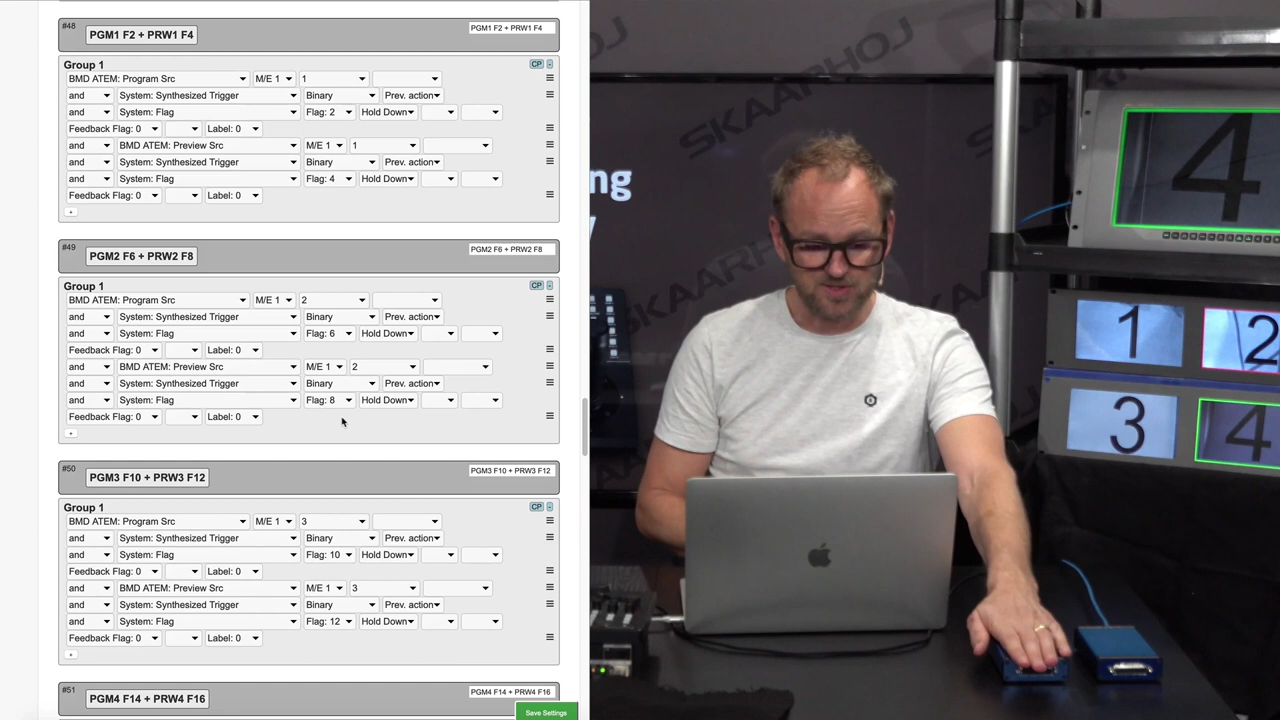 #48
PGM1 F2 + PRW1 F4
PGM1 F2 + PRW1 F4
Group 1
CP -
BMD ATEM: Program Src M/E 1 1
and System: Synthesized Trigger Binary Prev. action
and System: Flag Flag: 2 Hold Down
Feedback Flag: 0 Label: 0
and BMD ATEM: Preview Src M/E 1 1
and System: Synthesized Trigger Binary Prev. action
and System: Flag Flag: 4 Hold Down
Feedback Flag: 0 Label: 0
+
#49
PGM2 F6 + PRW2 F8
PGM2 F6 + PRW2 F8
Group 1
CP -
BMD ATEM: Program Src M/E 1 2
and System: Synthesized Trigger Binary Prev. action
and System: Flag Flag: 6 Hold Down
Feedback Flag: 0 Label: 0
and BMD ATEM: Preview Src M/E 1 2
and System: Synthesized Trigger Binary Prev. action
and System: Flag Flag: 8 Hold Down
Feedback Flag: 0 Label: 0
+
#50
PGM3 F10 + PRW3 F12
PGM3 F10 + PRW3 F12
Group 1
CP -
BMD ATEM: Program Src M/E 1 3
and System: Synthesized Trigger Binary Prev. action
and System: Flag Flag: 10 Hold Down
Feedback Flag: 0 Label: 0
and BMD ATEM: Preview Src M/E 1 3
and System: Synthesized Trigger Binary Prev. action
and System: Flag Flag: 12 Hold Down
Feedback Flag: 0 Label: 0
+
#51
PGM4 F14 + PRW4 F16
PGM4 F14 + PRW4 F16
Save Settings
SKAARHOJ
SKAARHOJ
ng
4
1
2
3
4